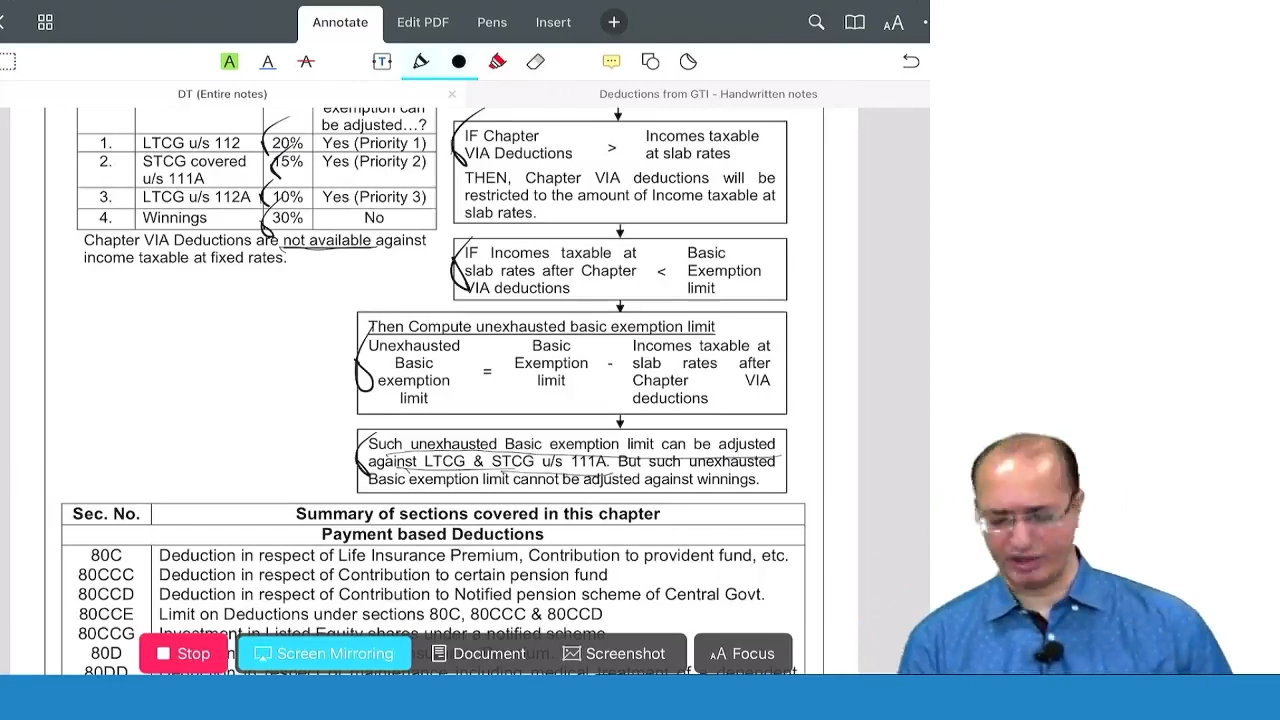 Annotate
Edit PDF
Pens
Insert
DT (Entire notes)
Deductions from GTI - Handwritten notes
exemption can
be adjusted…?
1. LTCG u/s 112 20% Yes (Priority 1)
2. STCG covered 15% Yes (Priority 2)
u/s 111A
3. LTCG u/s 112A 10% Yes (Priority 3)
4. Winnings 30% No
Chapter VIA Deductions are not available against
income taxable at fixed rates.
IF Chapter > Incomes taxable
VIA Deductions at slab rates
THEN, Chapter VIA deductions will be
restricted to the amount of Income taxable at
slab rates.
IF Incomes taxable at Basic
slab rates after Chapter < Exemption
VIA deductions limit
Then Compute unexhausted basic exemption limit
Unexhausted Basic Incomes taxable at
Basic = Exemption - slab rates after
exemption limit Chapter VIA
limit deductions
Such unexhausted Basic exemption limit can be adjusted
against LTCG & STCG u/s 111A. But such unexhausted
Basic exemption limit cannot be adjusted against winnings.
Sec. No. Summary of sections covered in this chapter
Payment based Deductions
80C Deduction in respect of Life Insurance Premium, Contribution to provident fund, etc.
80CCC Deduction in respect of Contribution to certain pension fund
80CCD Deduction in respect of Contribution to Notified pension scheme of Central Govt.
80CCE Limit on Deductions under sections 80C, 80CCC & 80CCD
80CCG Investment in Listed Equity shares under a notified scheme
80D
80DD
Stop
Screen Mirroring
Document
Screenshot
AA Focus